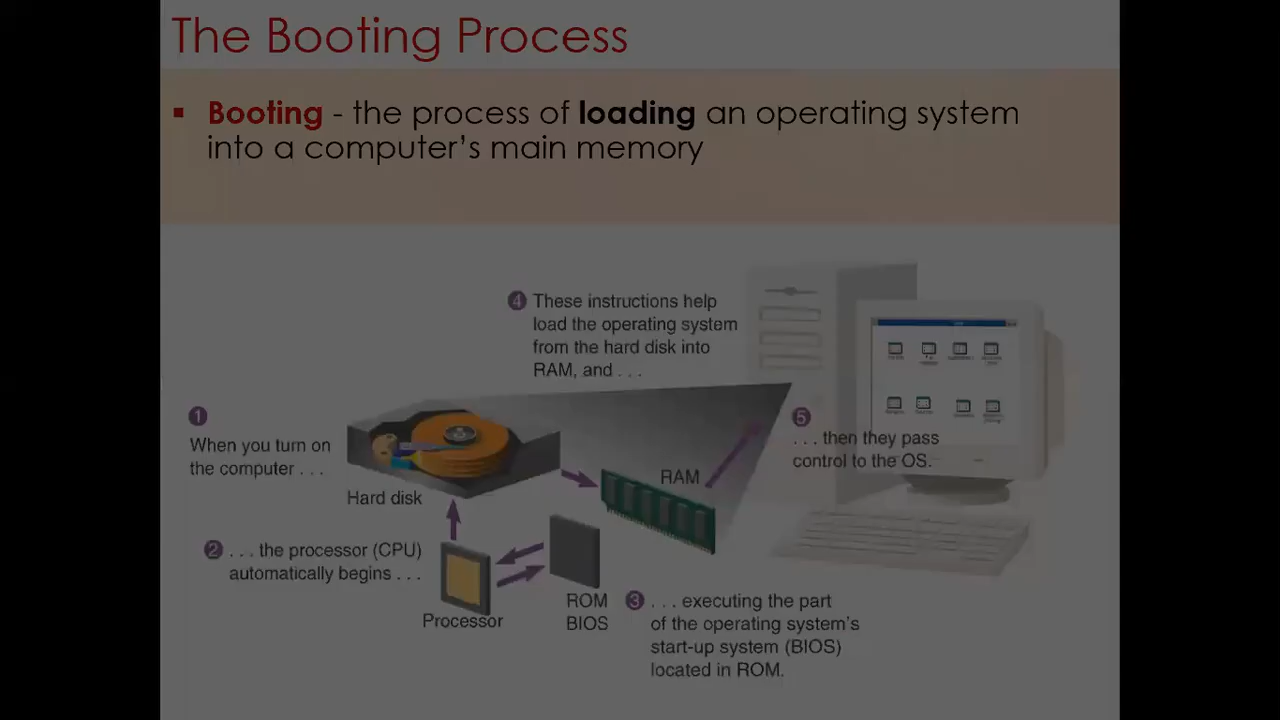 The Booting Process
▪ Booting - the process of loading an operating system
into a computer's main memory
4 These instructions help
load the operating system
from the hard disk into
RAM, and . . .
1
When you turn on
the computer . . .
Hard disk
RAM
5
. . . then they pass
control to the OS.
2 . . . the processor (CPU)
automatically begins . . .
Processor
ROM
BIOS
3 . . . executing the part
of the operating system's
start-up system (BIOS)
located in ROM.